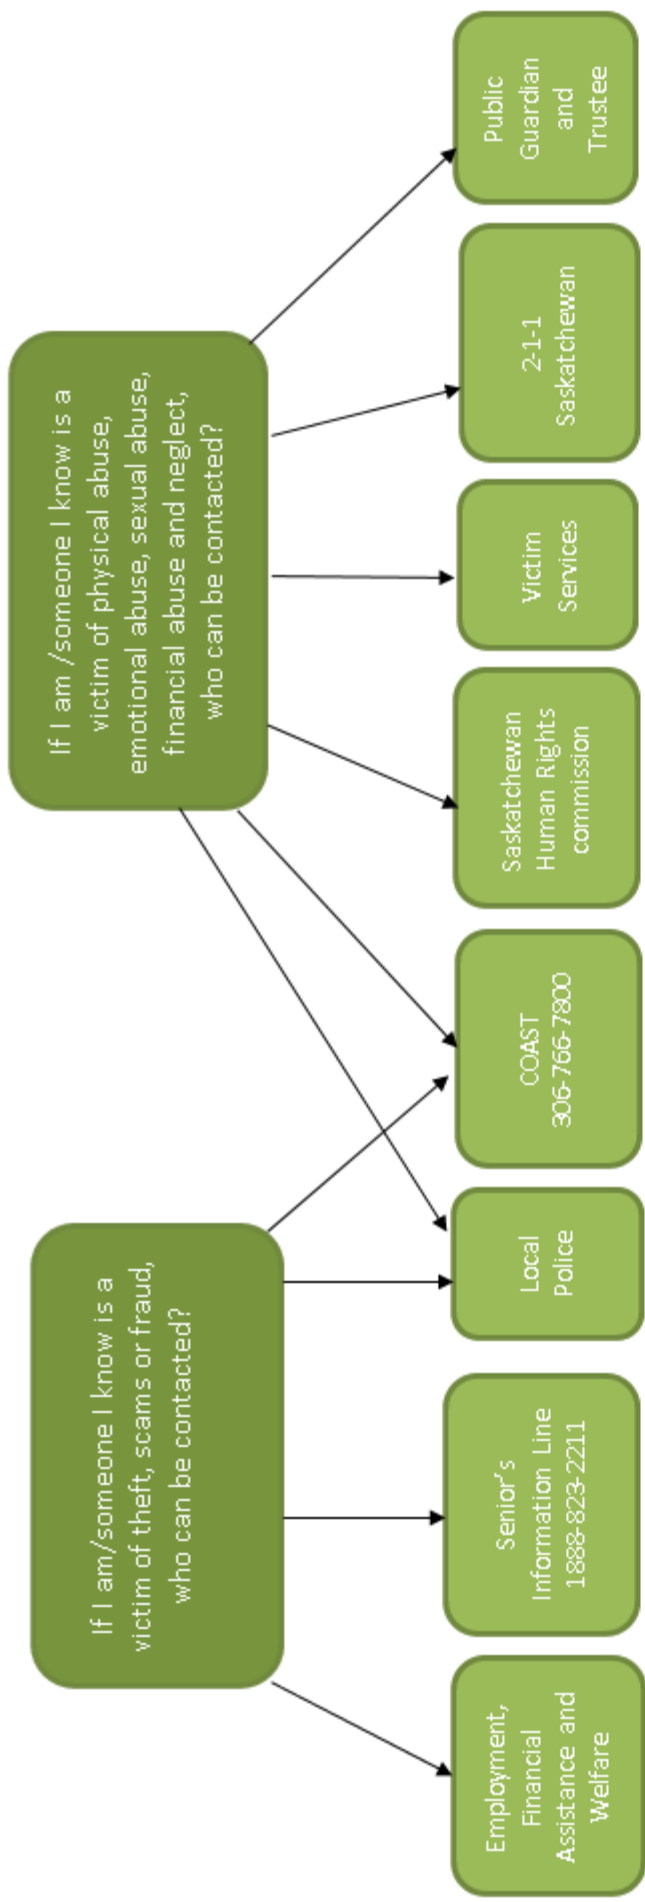 If I am/someone I know is a
victim of theft, scams or fraud,
who can be contacted?
If I am /someone I know is a
victim of physical abuse,
emotional abuse, sexual abuse,
financial abuse and neglect,
who can be contacted?
Employment,
Financial
Assistance and
Welfare
Senior's
Information Line
1888-823-2211
Local
Police
COAST
306-766-7800
Saskatchewan
Human Rights
commission
Victim
Services
2-1-1
Saskatchewan
Public
Guardian
and
Trustee